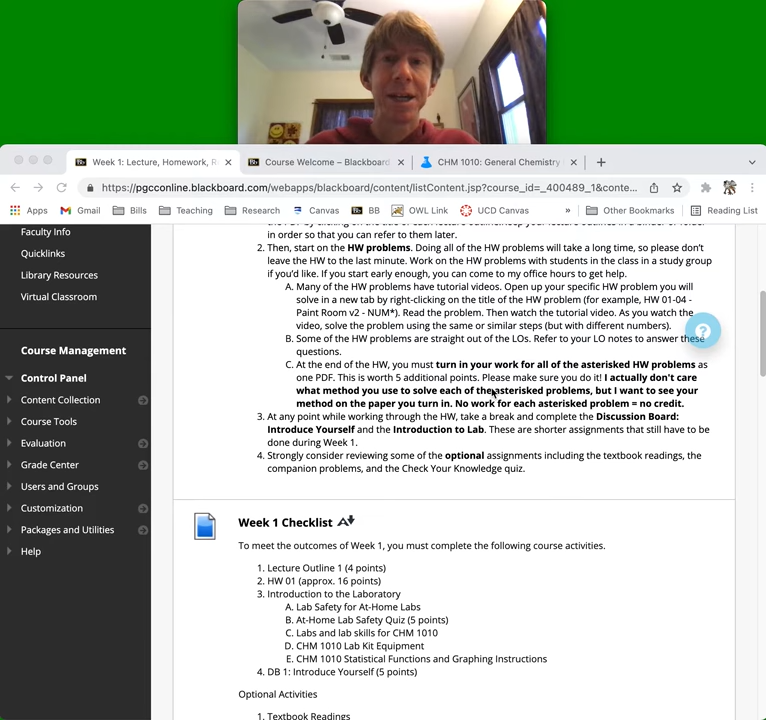 Week 1: Lecture, Homework, R
Course Welcome – Blackboard
CHM 1010: General Chemistry
https://pgcconline.blackboard.com/webapps/blackboard/content/listContent.jsp?course_id=_400489_1&conte...
Apps Gmail Bills Teaching Research Canvas BB OWL Link UCD Canvas » Other Bookmarks Reading List
Faculty Info
Quicklinks
Library Resources
Virtual Classroom
Course Management
Control Panel
Course Content Collection
Course Tools
Evaluation
Grade Center
Users and Groups
Customization
Packages and Utilities
Help
in order so that you can refer to them later.
2. Then, start on the HW problems. Doing all of the HW problems will take a long time, so please don't
leave the HW to the last minute. Work on the HW problems with students in the class in a study group
if you'd like. If you start early enough, you can come to my office hours to get help.
A. Many of the HW problems have tutorial videos. Open up your specific HW problem you will
solve in a new tab by right-clicking on the title of the HW problem (for example, HW 01-04 -
Paint Room v2 - NUM*). Read the problem. Then watch the tutorial video. As you watch the
video, solve the problem using the same or similar steps (but with different numbers).
B. Some of the HW problems are straight out of the LOs. Refer to your LO notes to answer these
questions.
C. At the end of the HW, you must turn in your work for all of the asterisked HW problems as
one PDF. This is worth 5 additional points. Please make sure you do it! I actually don't care
what method you use to solve each of the asterisked problems, but I want to see your
method on the paper you turn in. No work for each asterisked problem = no credit.
3. At any point while working through the HW, take a break and complete the Discussion Board:
Introduce Yourself and the Introduction to Lab. These are shorter assignments that still have to be
done during Week 1.
4. Strongly consider reviewing some of the optional assignments including the textbook readings, the
companion problems, and the Check Your Knowledge quiz.
Week 1 Checklist
To meet the outcomes of Week 1, you must complete the following course activities.
1. Lecture Outline 1 (4 points)
2. HW 01 (approx. 16 points)
3. Introduction to the Laboratory
A. Lab Safety for At-Home Labs
B. At-Home Lab Safety Quiz (5 points)
C. Labs and lab skills for CHM 1010
D. CHM 1010 Lab Kit Equipment
E. CHM 1010 Statistical Functions and Graphing Instructions
4. DB 1: Introduce Yourself (5 points)
Optional Activities
1. Textbook Readings